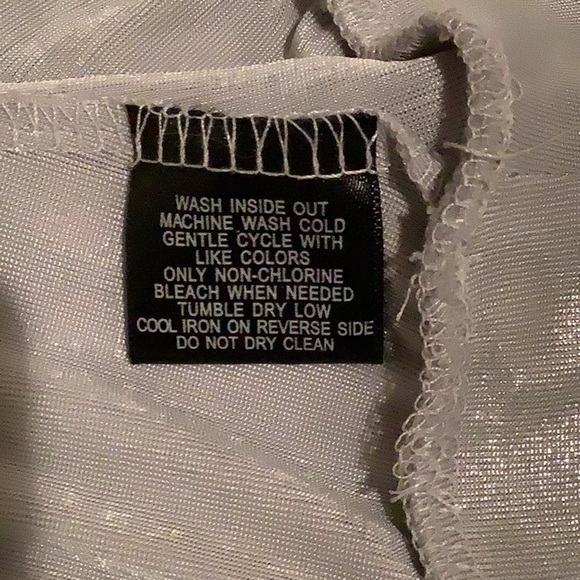 WASH INSIDE OUT
MACHINE WASH COLD
GENTLE CYCLE WITH
LIKE COLORS
ONLY NON-CHLORINE
BLEACH WHEN NEEDED
TUMBLE DRY LOW
COOL IRON ON REVERSE SIDE
DO NOT DRY CLEAN